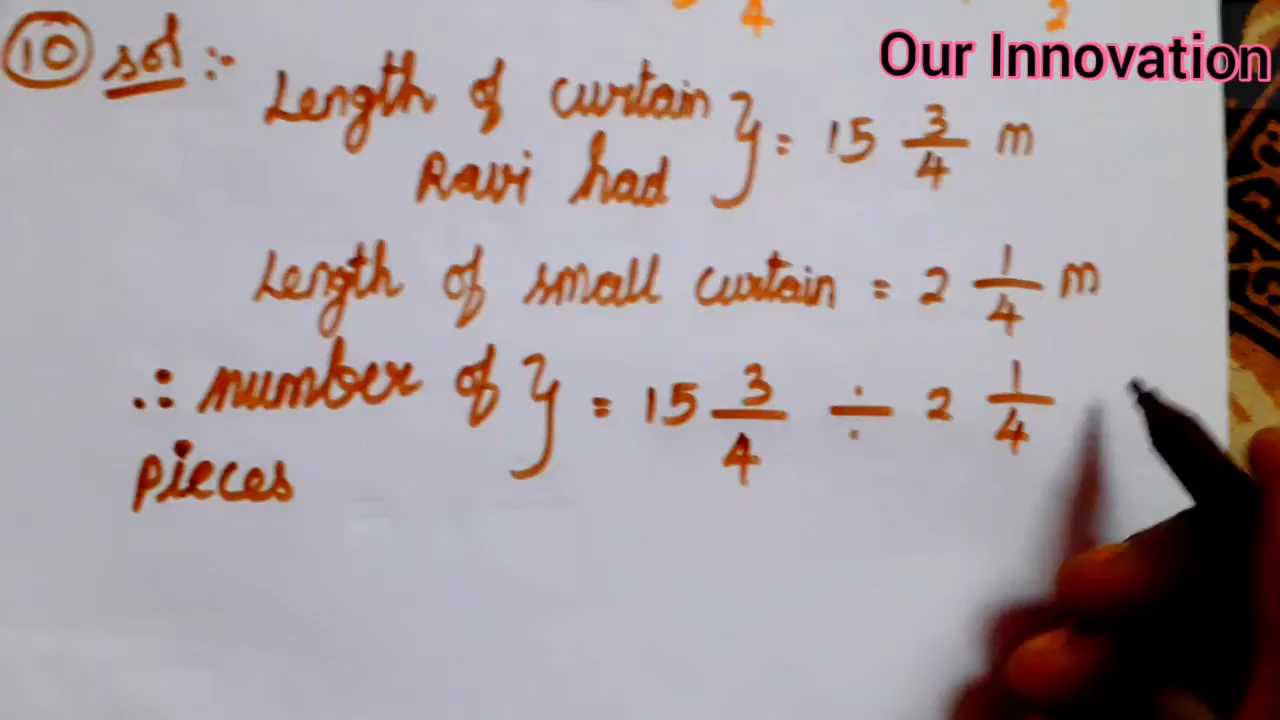 Our Innovation
10 sol :-
Length of curtain } = 15 3/4 m
Ravi had
Length of small curtain = 2 1/4 m
∴ number of } = 15 3/4 ÷ 2 1/4
pieces